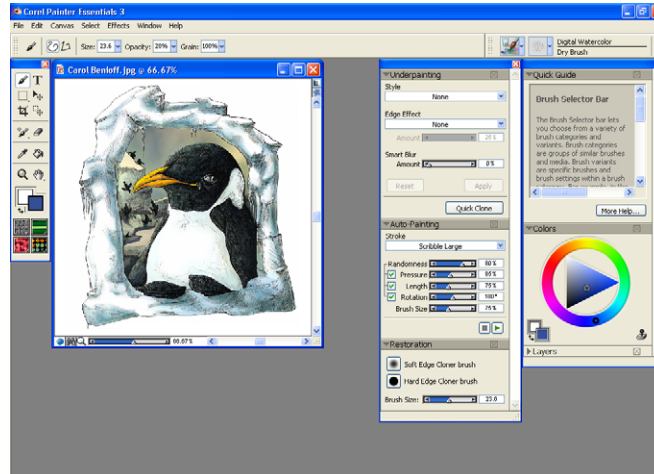 Corel Painter Essentials 3
File Edit Canvas Select Effects Window Help
Size: 23.6 Opacity: 20% Grain: 100%
Digital Watercolor
Dry Brush
T
Carol Benloff.jpg @ 66.67%
66.67%
Underpainting
Style
None
Edge Effect
None
Amount 25%
Smart Blur
Amount 0%
Reset Apply
Quick Clone
Auto-Painting
Stroke
Scribble Large
Randomness 80%
Pressure 85%
Length 75%
Rotation 180°
Brush Size 75%
Restoration
Soft Edge Cloner brush
Hard Edge Cloner brush
Brush Size: 23.6
Quick Guide
Brush Selector Bar
The Brush Selector bar lets
you choose from a variety of
brush categories and
variants. Brush categories
are groups of similar brushes
and media. Brush variants
are specific brushes and
brush settings within a brush
More Help...
Colors
Layers